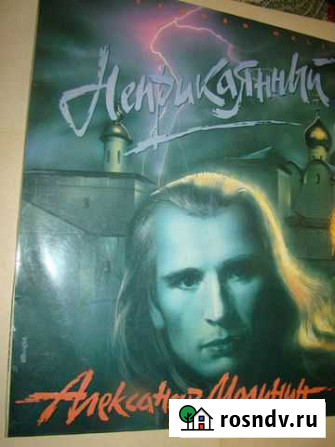 Неприкаянный
Александр Малинин
rosndv.ru